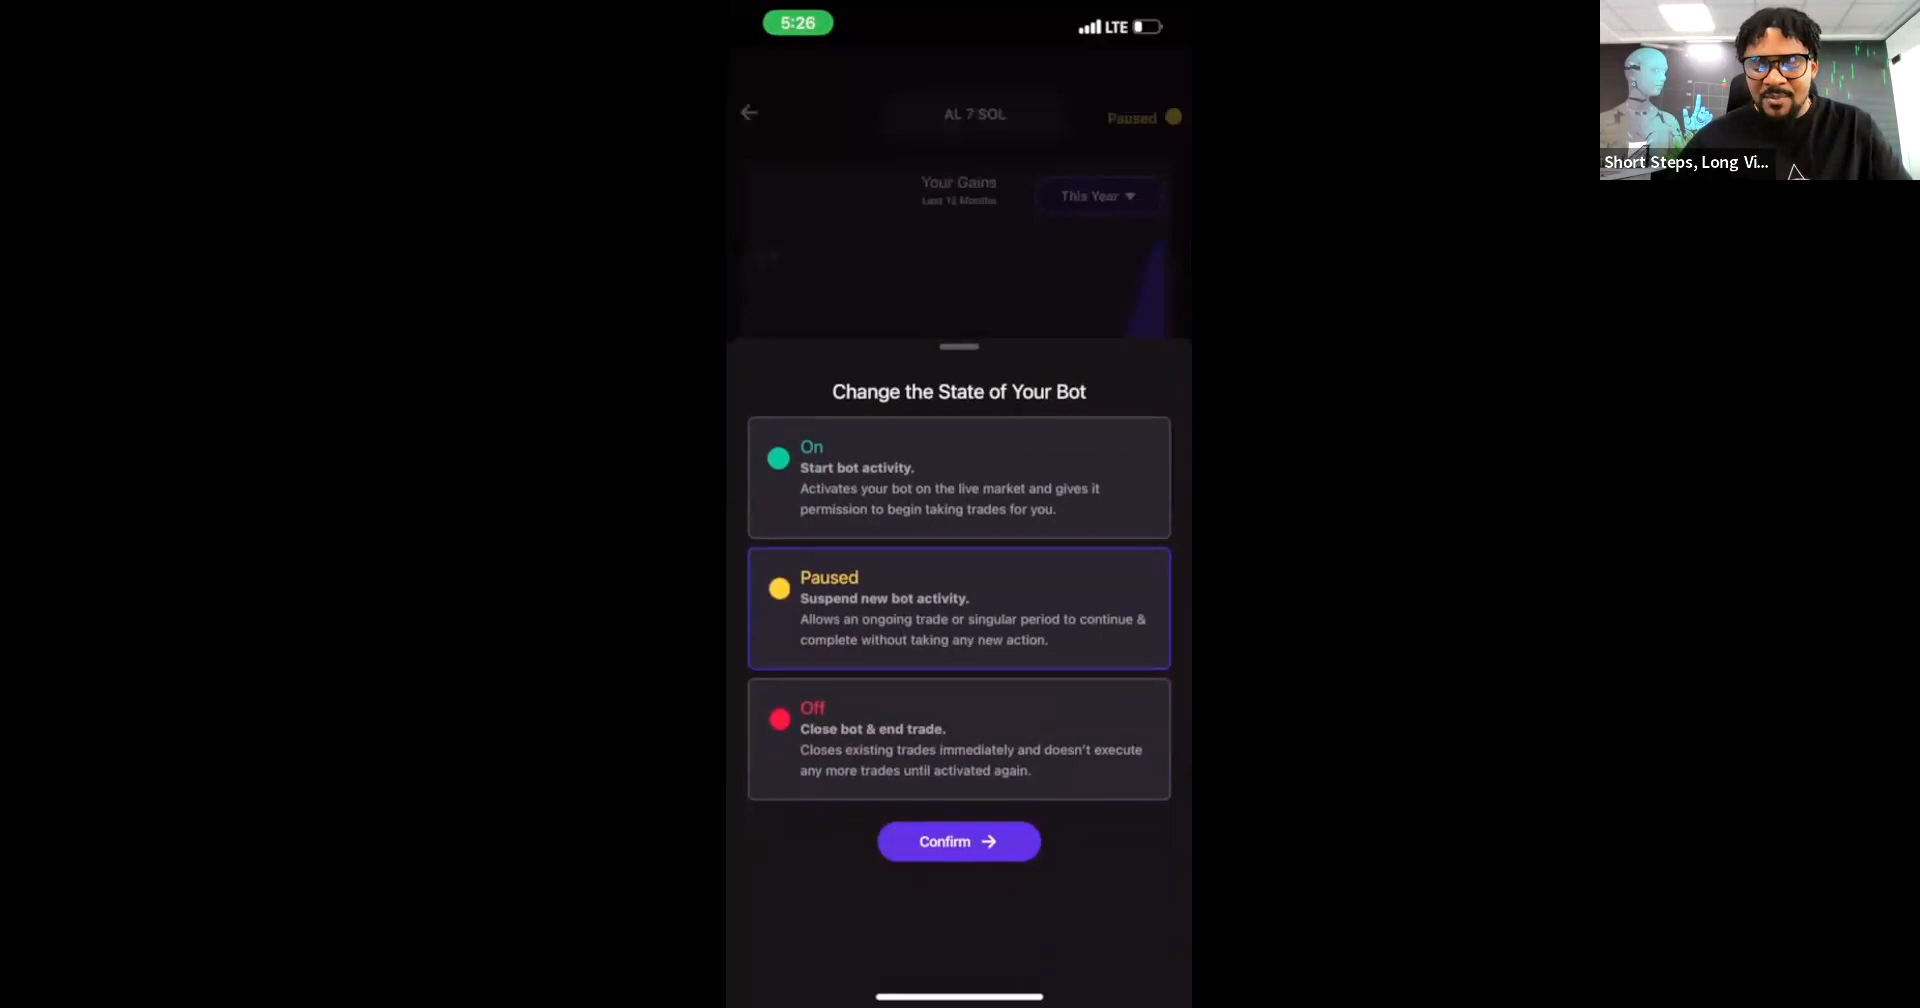 5:26
LTE
AL 7 SOL
Paused
Your Gains
Last 12 Months
This Year
Change the State of Your Bot
On
Start bot activity.
Activates your bot on the live market and gives it
permission to begin taking trades for you.
Paused
Suspend new bot activity.
Allows an ongoing trade or singular period to continue &
complete without taking any new action.
Off
Close bot & end trade.
Closes existing trades immediately and doesn't execute
any more trades until activated again.
Confirm
Short Steps, Long Vi...